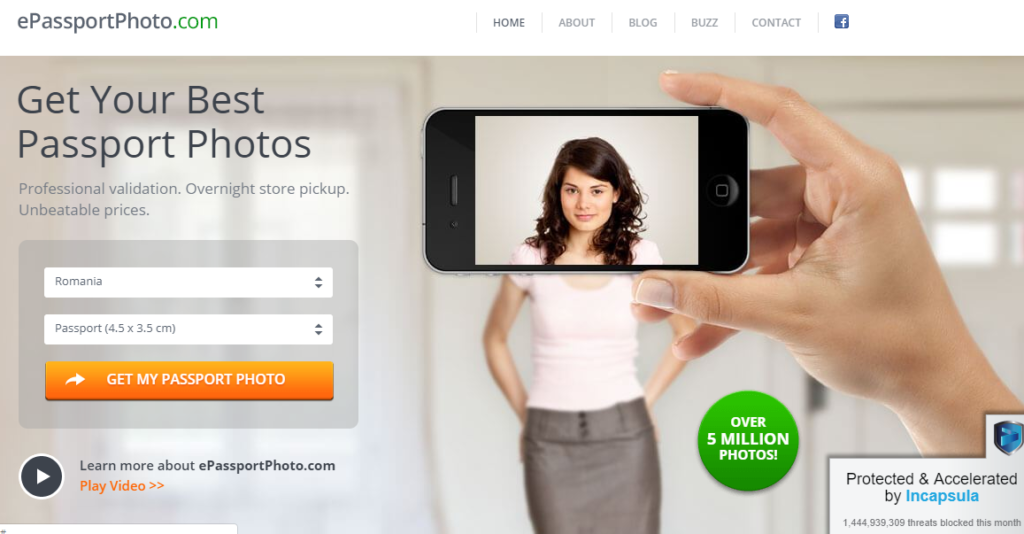 ePassportPhoto.com
HOME
ABOUT
BLOG
BUZZ
CONTACT
f
Get Your Best
Passport Photos
Professional validation. Overnight store pickup.
Unbeatable prices.
Romania
Passport (4.5 x 3.5 cm)
GET MY PASSPORT PHOTO
OVER
5 MILLION
PHOTOS!
Learn more about ePassportPhoto.com
Play Video >>
Protected & Accelerated
by Incapsula
1,444,939,309 threats blocked this month